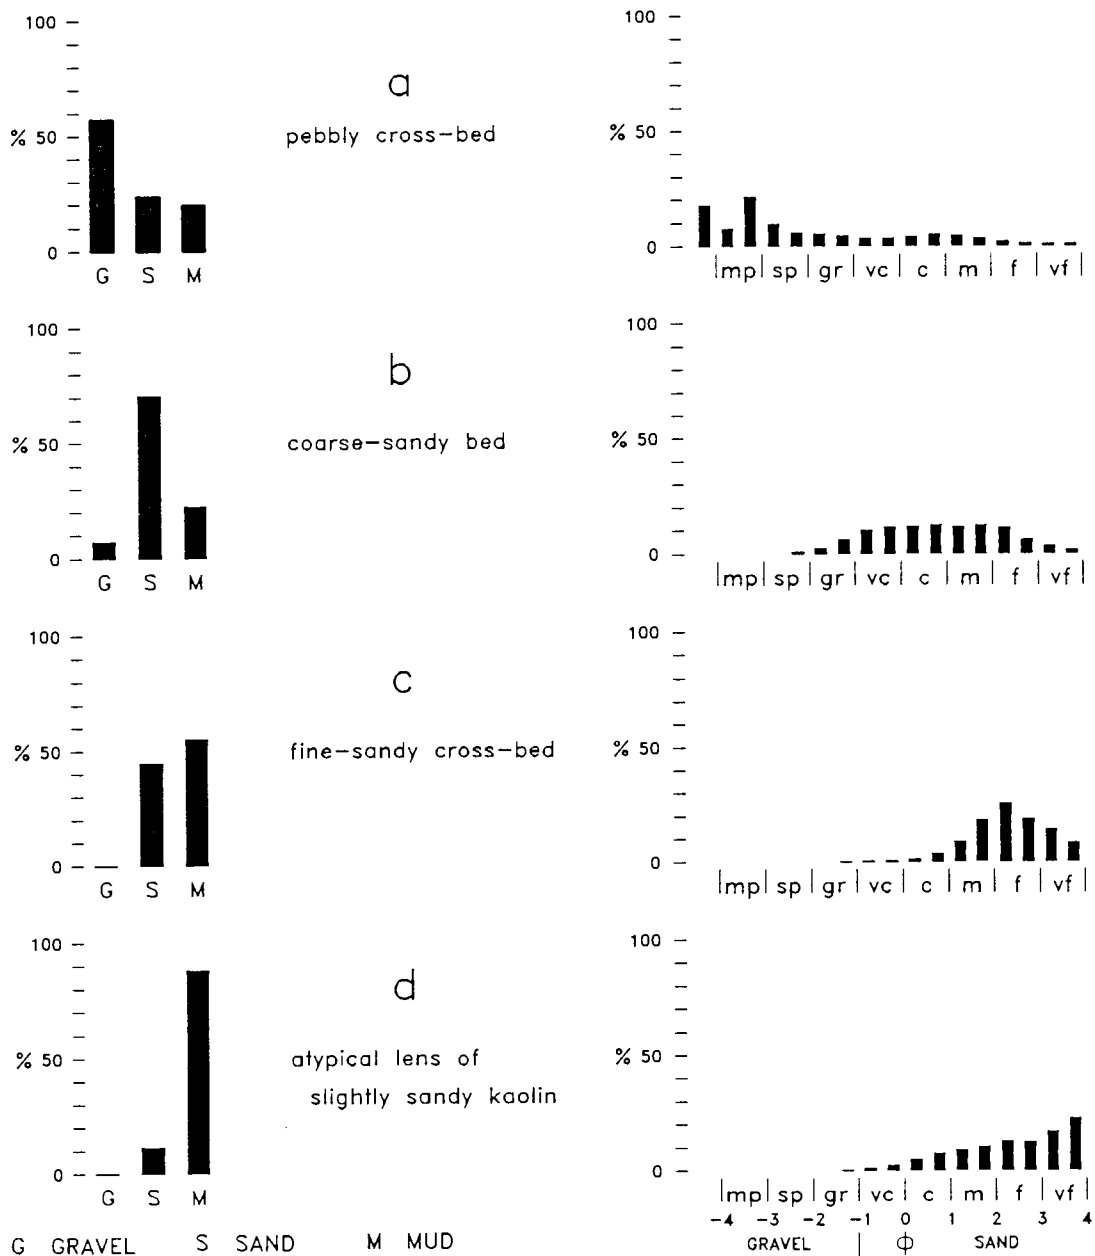 100
% 50
0
G S M
a
pebbly cross-bed
100
% 50
0
mp sp gr vc c m f vf
100
% 50
0
G S M
b
coarse-sandy bed
100
% 50
0
mp sp gr vc c m f vf
100
% 50
0
G S M
c
fine-sandy cross-bed
100
% 50
0
mp sp gr vc c m f vf
100
% 50
0
G S M
d
atypical lens of
slightly sandy kaolin
100
% 50
0
mp sp gr vc c m f vf
-4 -3 -2 -1 0 1 2 3 4
GRAVEL Φ SAND
G GRAVEL S SAND M MUD